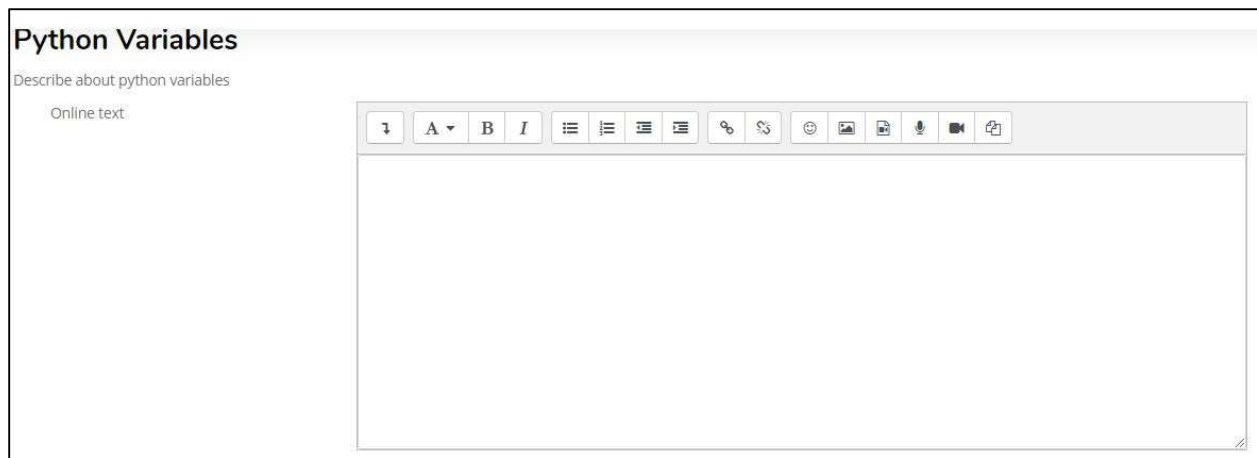 Python Variables
Describe about python variables
Online text
A B I